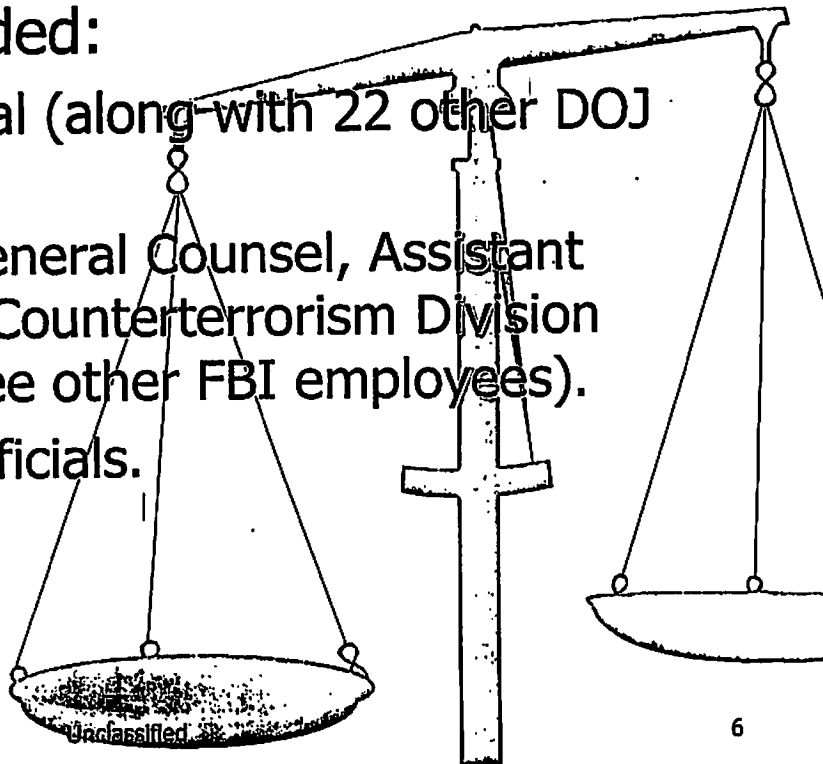 ded:
al (along with 22 other DOJ
eneral Counsel, Assistant
Counterterrorism Division
ee other FBI employees).
ficials.
Unclassified
6